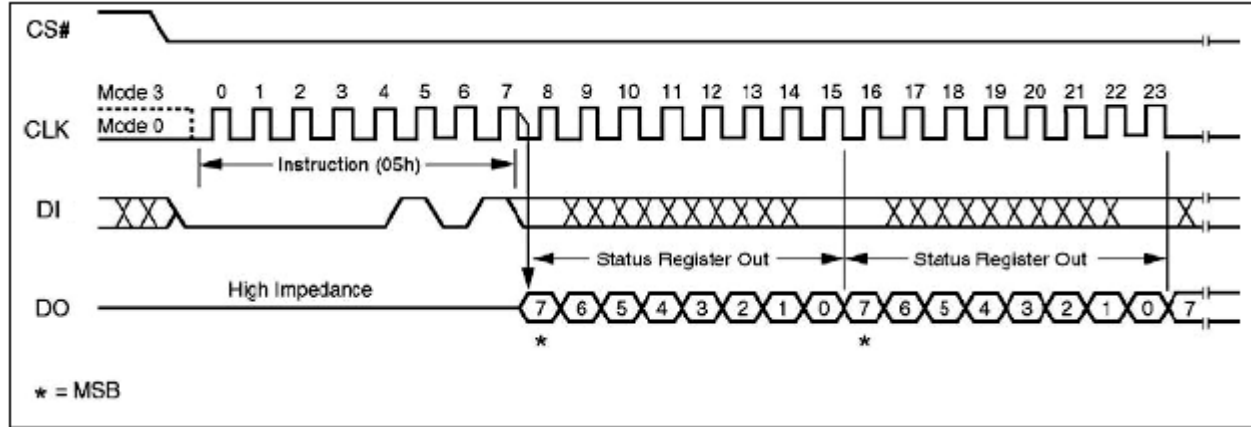 CS#
Mode 3 0 1 2 3 4 5 6 7 8 9 10 11 12 13 14 15 16 17 18 19 20 21 22 23
CLK Mode 0
Instruction (05h)
DI
Status Register Out Status Register Out
High Impedance
DO 7 6 5 4 3 2 1 0 7 6 5 4 3 2 1 0 7
* *
* = MSB